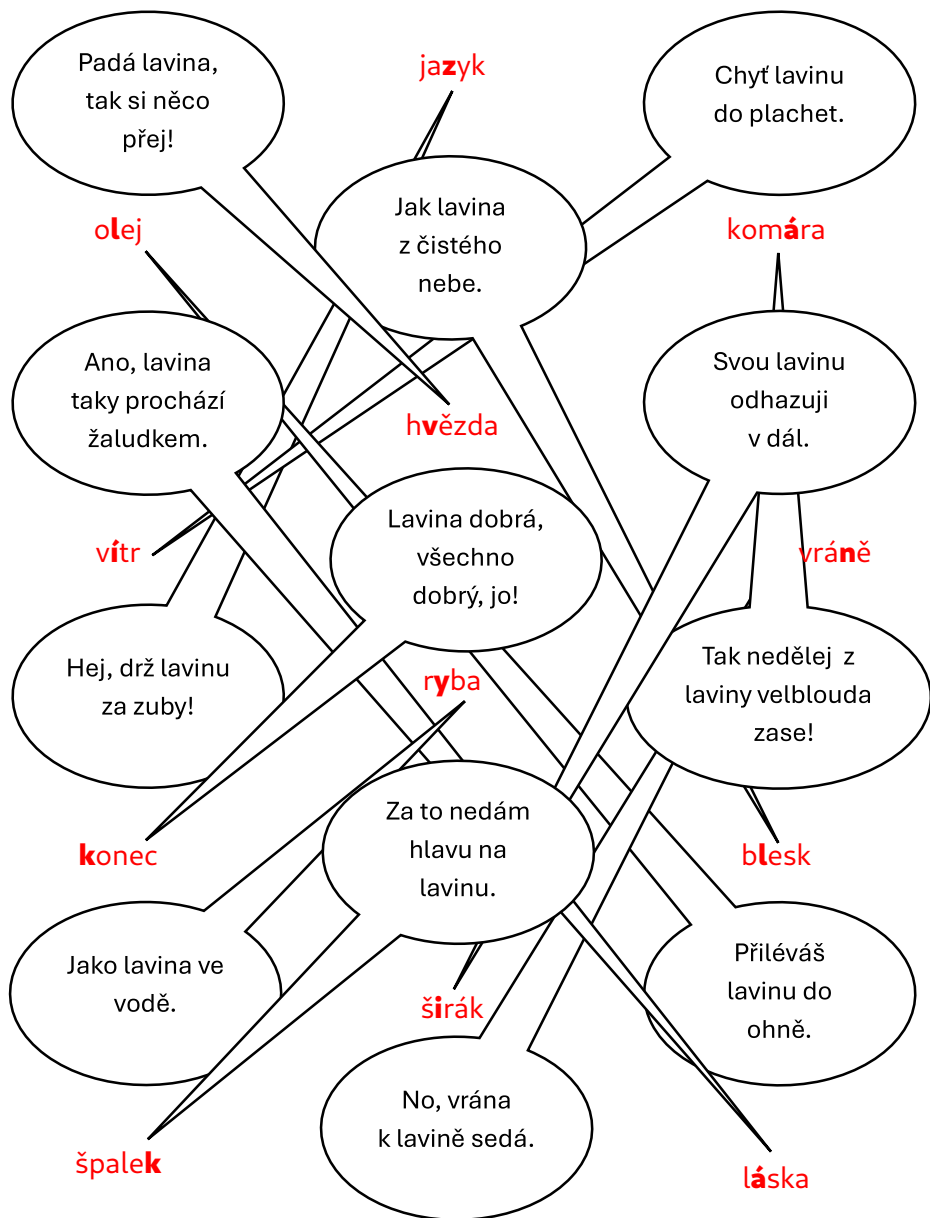 Padá lavina,
tak si něco
přej!
jazyk
Chyť lavinu
do plachet.
olej
Jak lavina
z čistého
nebe.
komára
Ano, lavina
taky prochází
žaludkem.
hvězda
Svou lavinu
odhazuji
v dál.
vítr
Lavina dobrá,
všechno
dobrý, jo!
vráně
Hej, drž lavinu
za zuby!
ryba
Tak nedělej z
laviny velblouda
zase!
konec
Za to nedám
hlavu na
lavinu.
blesk
Jako lavina ve
vodě.
širák
Přiléváš
lavinu do
ohně.
No, vrána
k lavině sedá.
špalek
láska